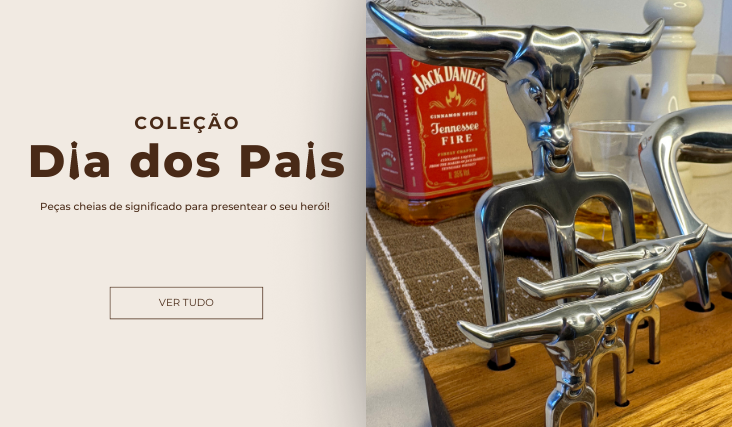 COLEÇÃO
Dia dos Pais
Peças cheias de significado para presentear o seu herói!
VER TUDO
JACK DANIEL'S
CINNAMON SPICE
Tennessee
FIRE